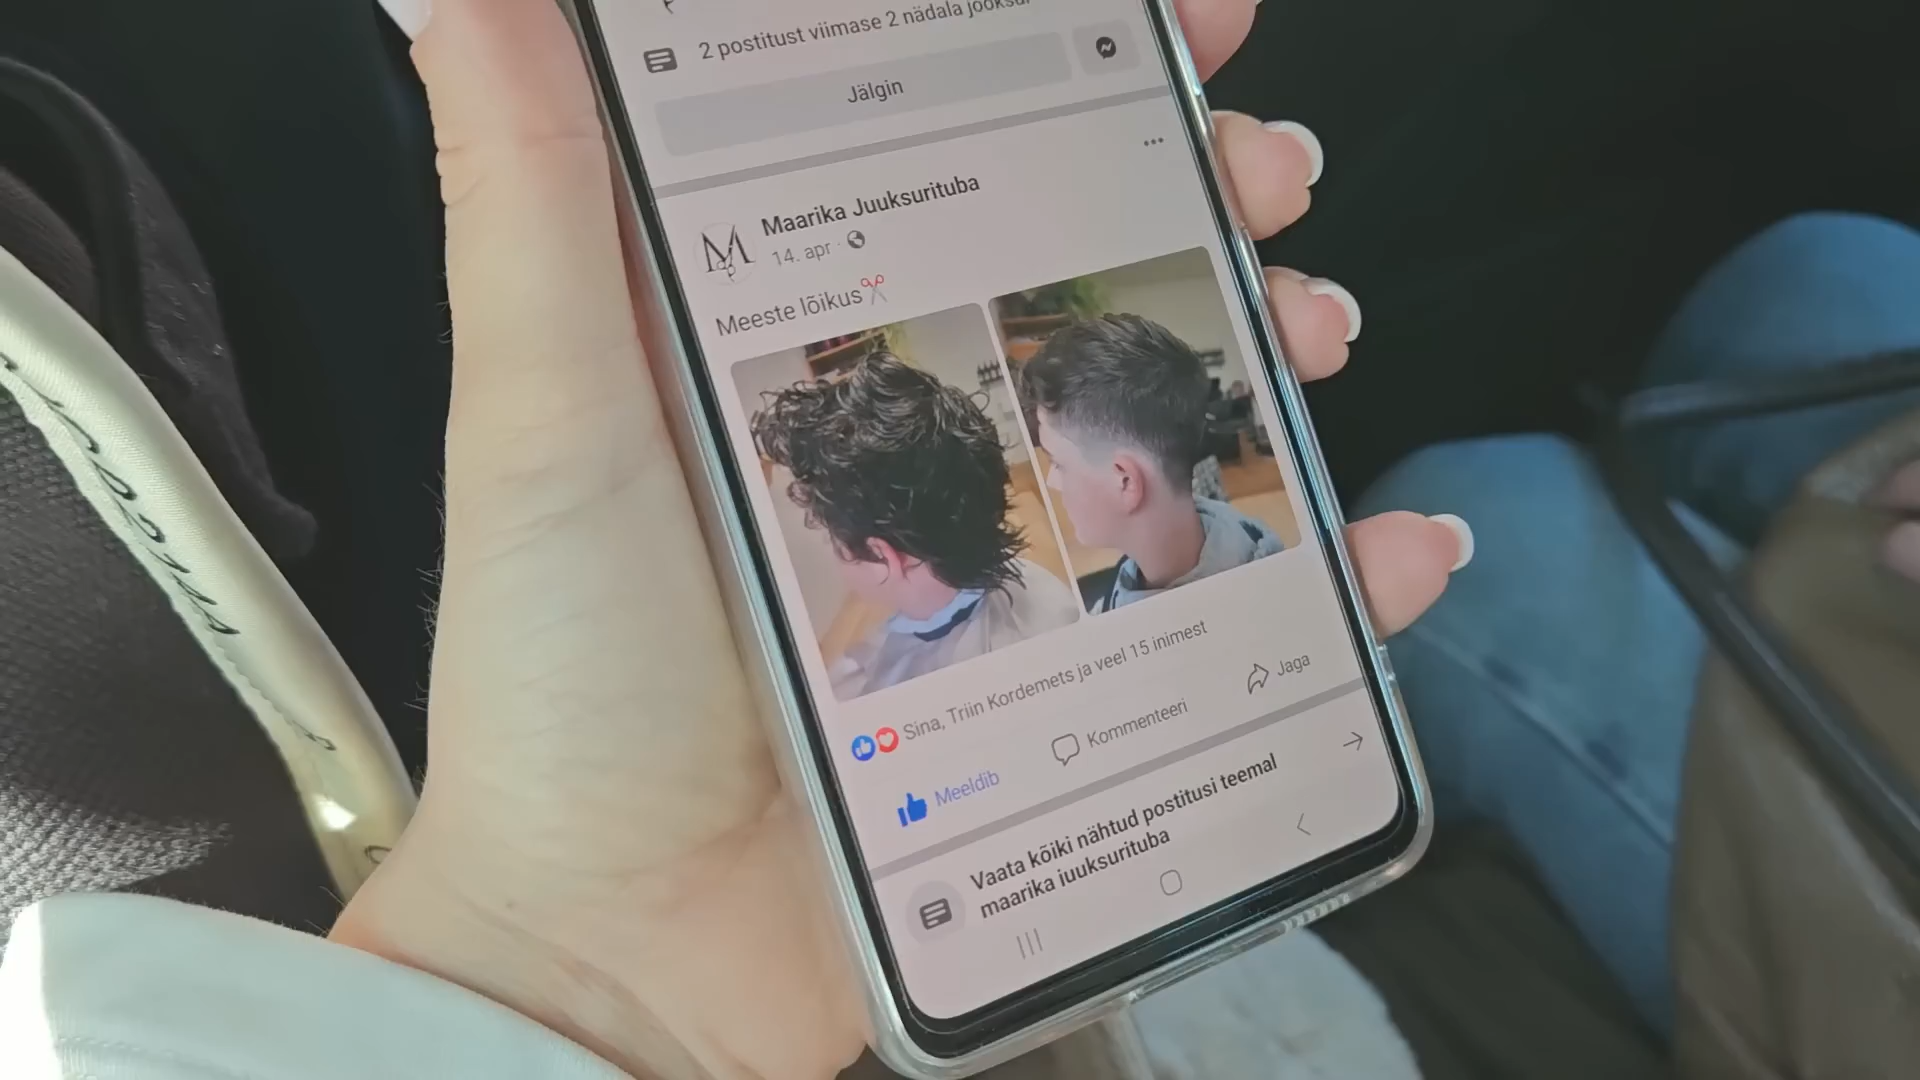 2 postitust viimase 2 nädala jooksul
Jälgin
Maarika Juuksurituba
14. apr
Meeste lõikus
M
Sina, Triin Kordemets ja veel 15 inimest
Meeldib
Kommenteeri
Jaga
Vaata kõiki nähtud postitusi teemal
maarika juuksurituba